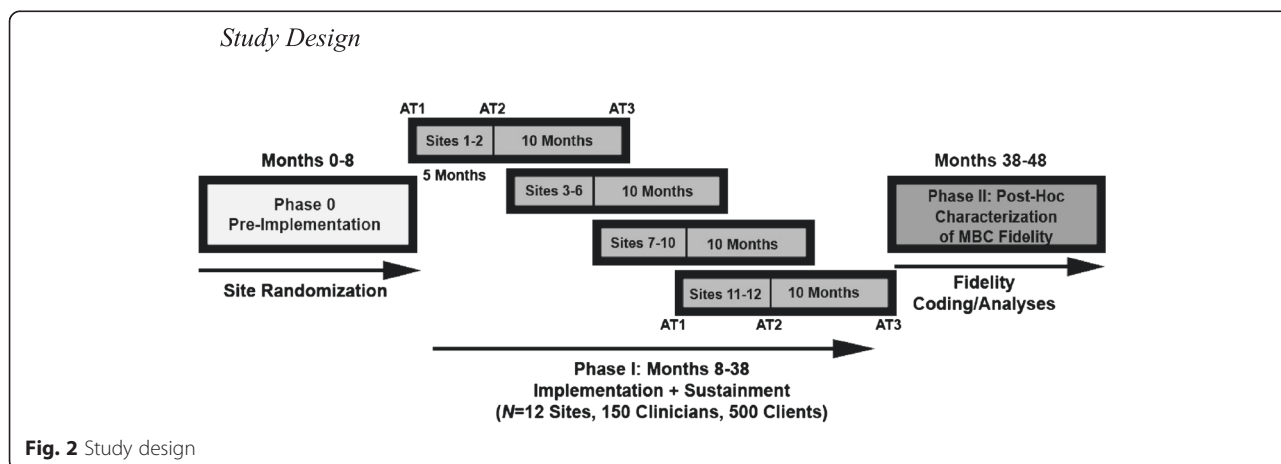 Study Design
AT1 AT2 AT3
Sites 1-2 10 Months
Months 0-8
5 Months
Phase 0
Pre-Implementation
Sites 3-6 10 Months
Sites 7-10 10 Months
Sites 11-12 10 Months
AT1 AT2 AT3
Site Randomization
Months 38-48
Phase II: Post-Hoc
Characterization
of MBC Fidelity
Fidelity
Coding/Analyses
Phase I: Months 8-38
Implementation + Sustainment
(N=12 Sites, 150 Clinicians, 500 Clients)
Fig. 2 Study design